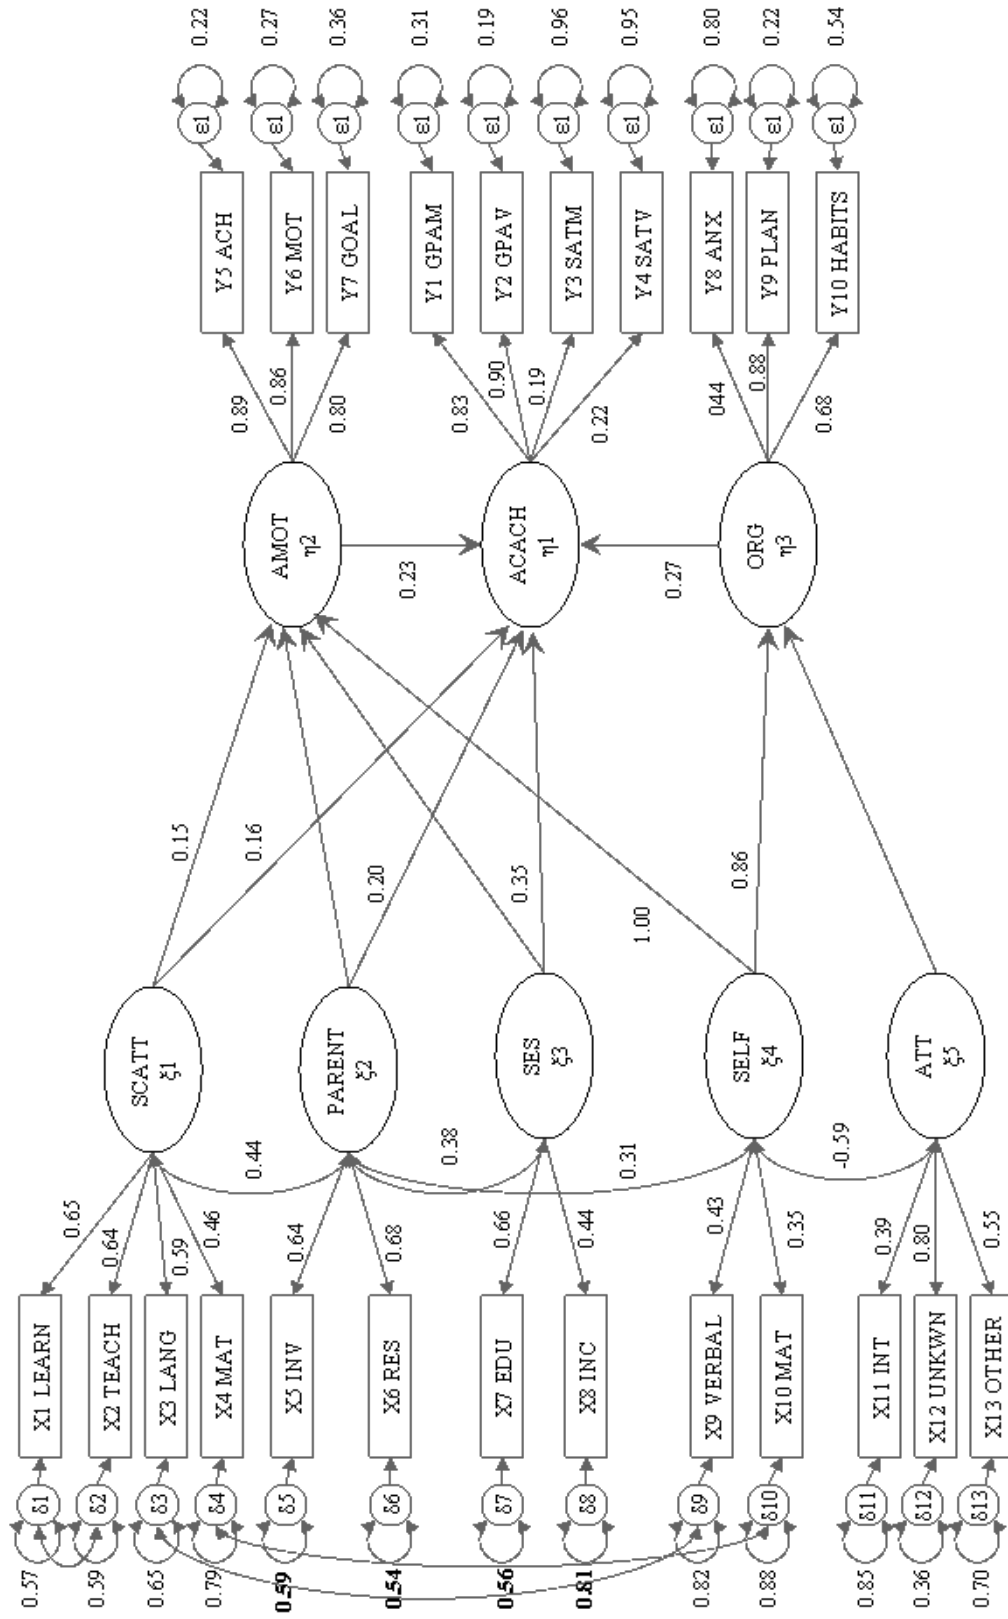 0.57
0.59
0.65
0.79
0.59
0.54
0.56
0.81
0.82
0.88
0.85
0.36
0.70
δ1
δ2
δ3
δ4
δ5
δ6
δ7
δ8
δ9
δ10
δ11
δ12
δ13
X1 LEARN
X2 TEACH
X3 LANG
X4 MAT
X5 INV
X6 RES
X7 EDU
X8 INC
X9 VERBAL
X10 MAT
X11 INT
X12 UNKWN
X13 OTHER
0.65
0.64
0.59
0.46
0.64
0.68
0.66
0.44
0.43
0.35
0.39
0.80
0.55
0.44
0.38
0.31
-0.59
SCATT
ξ1
PARENT
ξ2
SES
ξ3
SELF
ξ4
ATT
ξ5
0.15
0.16
0.20
0.35
1.00
0.86
AMOT
η2
0.23
ACACH
η1
0.27
ORG
η3
0.89
0.86
0.80
0.83
0.90
0.19
0.22
044
0.88
0.68
Y5 ACH
Y6 MOT
Y7 GOAL
Y1 GPAM
Y2 GPAV
Y3 SATM
Y4 SATV
Y8 ANX
Y9 PLAN
Y10 HABITS
ε1
ε1
ε1
ε1
ε1
ε1
ε1
ε1
ε1
ε1
0.22
0.27
0.36
0.31
0.19
0.96
0.95
0.80
0.22
0.54